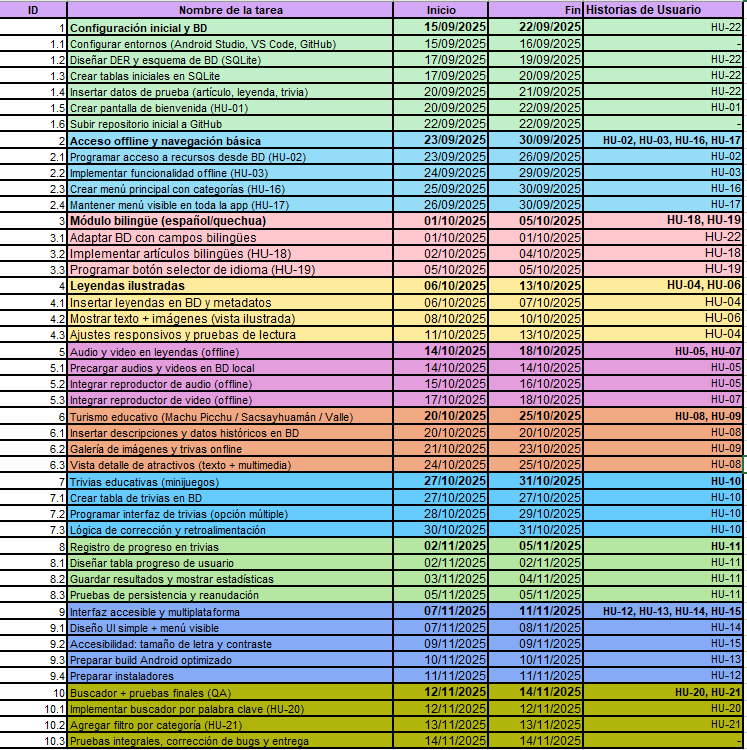 ID Nombre de la tarea Inicio Fin Historias de Usuario
1 Configuración inicial y BD 15/09/2025 22/09/2025 HU-22
1.1 Configurar entornos (Android Studio, VS Code, GitHub) 15/09/2025 16/09/2025 -
1.2 Diseñar DER y esquema de BD (SQLite) 17/09/2025 19/09/2025 HU-22
1.3 Crear tablas iniciales en SQLite 17/09/2025 20/09/2025 HU-22
1.4 Insertar datos de prueba (artículo, leyenda, trivia) 20/09/2025 21/09/2025 HU-22
1.5 Crear pantalla de bienvenida (HU-01) 20/09/2025 22/09/2025 HU-01
1.6 Subir repositorio inicial a GitHub 22/09/2025 22/09/2025 -
2 Acceso offline y navegación básica 23/09/2025 30/09/2025 HU-02, HU-03, HU-16, HU-17
2.1 Programar acceso a recursos desde BD (HU-02) 23/09/2025 26/09/2025 HU-02
2.2 Implementar funcionalidad offline (HU-03) 24/09/2025 29/09/2025 HU-03
2.3 Crear menú principal con categorías (HU-16) 25/09/2025 30/09/2025 HU-16
2.4 Mantener menú visible en toda la app (HU-17) 26/09/2025 30/09/2025 HU-17
3 Módulo bilingüe (español/quechua) 01/10/2025 05/10/2025 HU-18, HU-19
3.1 Adaptar BD con campos bilingües 01/10/2025 01/10/2025 HU-22
3.2 Implementar artículos bilingües (HU-18) 02/10/2025 04/10/2025 HU-18
3.3 Programar botón selector de idioma (HU-19) 05/10/2025 05/10/2025 HU-19
4 Leyendas ilustradas 06/10/2025 13/10/2025 HU-04, HU-06
4.1 Insertar leyendas en BD y metadatos 06/10/2025 07/10/2025 HU-04
4.2 Mostrar texto + imágenes (vista ilustrada) 08/10/2025 10/10/2025 HU-06
4.3 Ajustes responsivos y pruebas de lectura 11/10/2025 13/10/2025 HU-04
5 Audio y video en leyendas (offline) 14/10/2025 18/10/2025 HU-05, HU-07
5.1 Precargar audios y videos en BD local 14/10/2025 14/10/2025 HU-05
5.2 Integrar reproductor de audio (offline) 15/10/2025 16/10/2025 HU-05
5.3 Integrar reproductor de video (offline) 17/10/2025 18/10/2025 HU-07
6 Turismo educativo (Machu Picchu / Sacsayhuamán / Valle) 20/10/2025 25/10/2025 HU-08, HU-09
6.1 Insertar descripciones y datos históricos en BD 20/10/2025 20/10/2025 HU-08
6.2 Galería de imágenes y trivas onfline 21/10/2025 23/10/2025 HU-09
6.3 Vista detalle de atractivos (texto + multimedia) 24/10/2025 25/10/2025 HU-08
7 Trivias educativas (minijuegos) 27/10/2025 31/10/2025 HU-10
7.1 Crear tabla de trivias en BD 27/10/2025 27/10/2025 HU-10
7.2 Programar interfaz de trivias (opción múltiple) 28/10/2025 29/10/2025 HU-10
7.3 Lógica de corrección y retroalimentación 30/10/2025 31/10/2025 HU-10
8 Registro de progreso en trivias 02/11/2025 05/11/2025 HU-11
8.1 Diseñar tabla progreso de usuario 02/11/2025 02/11/2025 HU-11
8.2 Guardar resultados y mostrar estadísticas 03/11/2025 04/11/2025 HU-11
8.3 Pruebas de persistencia y reanudación 05/11/2025 05/11/2025 HU-11
9 Interfaz accesible y multiplataforma 07/11/2025 11/11/2025 HU-12, HU-13, HU-14, HU-15
9.1 Diseño UI simple + menú visible 07/11/2025 08/11/2025 HU-14
9.2 Accesibilidad: tamaño de letra y contraste 09/11/2025 09/11/2025 HU-15
9.3 Preparar build Android optimizado 10/11/2025 10/11/2025 HU-13
9.4 Preparar instaladores 11/11/2025 11/11/2025 HU-12
10 Buscador + pruebas finales (QA) 12/11/2025 14/11/2025 HU-20, HU-21
10.1 Implementar buscador por palabra clave (HU-20) 12/11/2025 12/11/2025 HU-20
10.2 Agregar filtro por categoría (HU-21) 13/11/2025 13/11/2025 HU-21
10.3 Pruebas integrales, corrección de bugs y entrega 14/11/2025 14/11/2025 -